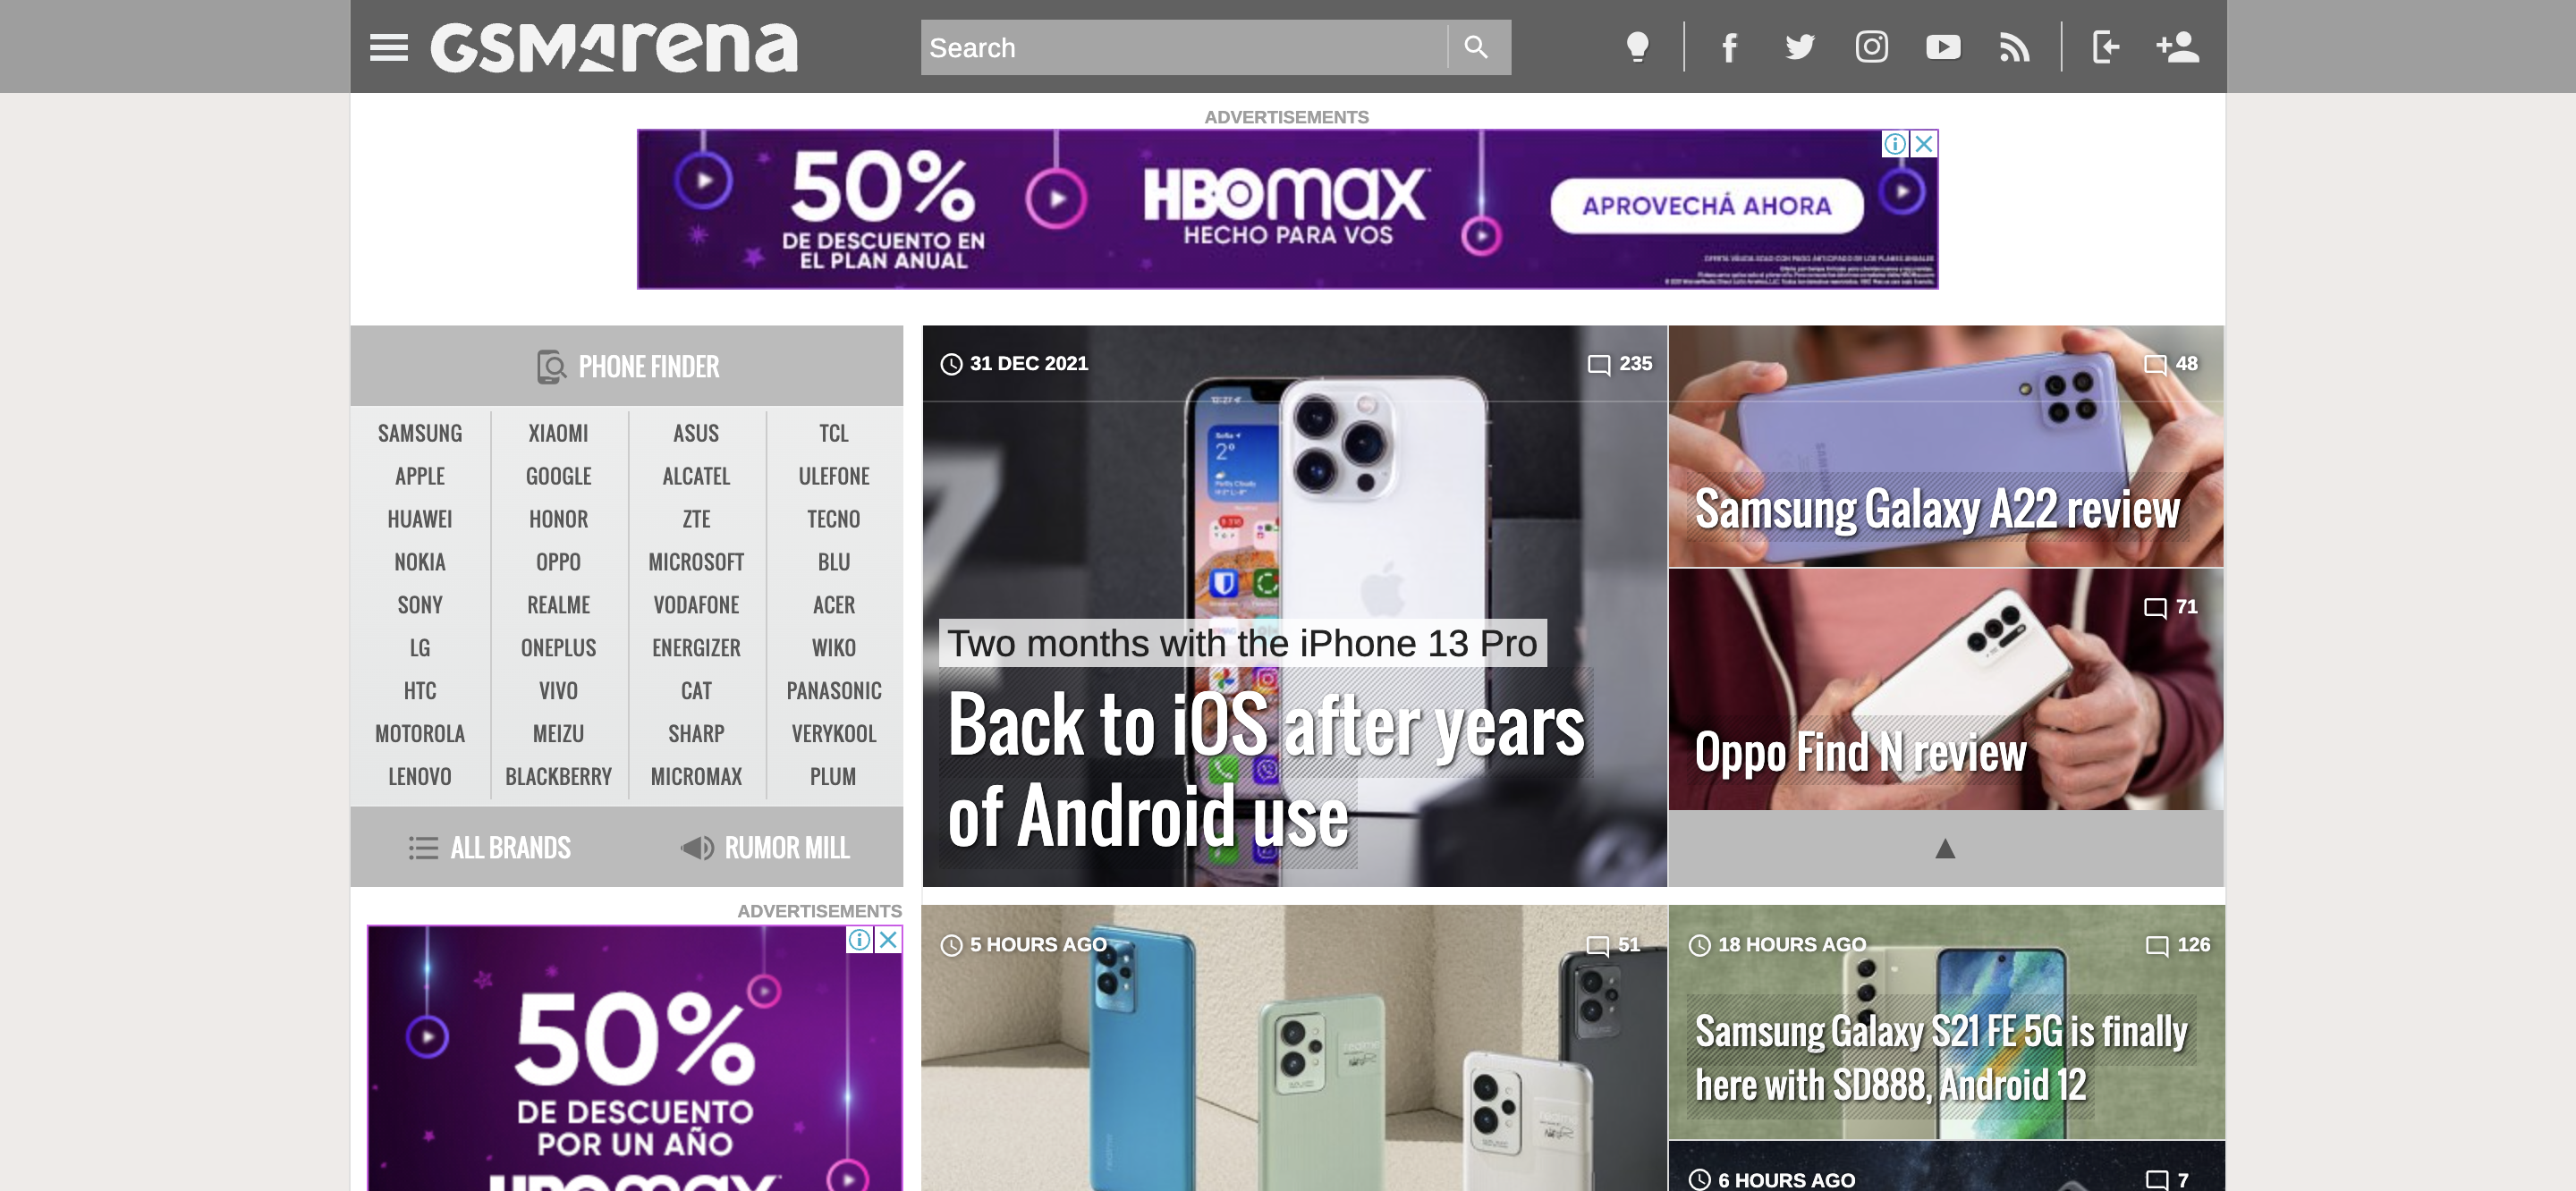 GSMArena
Search
ADVERTISEMENTS
50%
DE DESCUENTO EN
EL PLAN ANUAL
HBOMAX
HECHO PARA VOS
APROVECHÁ AHORA
PHONE FINDER
SAMSUNG XIAOMI ASUS TCL
APPLE GOOGLE ALCATEL ULEFONE
HUAWEI HONOR ZTE TECNO
NOKIA OPPO MICROSOFT BLU
SONY REALME VODAFONE ACER
LG ONEPLUS ENERGIZER WIKO
HTC VIVO CAT PANASONIC
MOTOROLA MEIZU SHARP VERYKOOL
LENOVO BLACKBERRY MICROMAX PLUM
ALL BRANDS RUMOR MILL
31 DEC 2021 235
12:27
Sofia
2°
Two months with the iPhone 13 Pro
Back to iOS after years
of Android use
48
Samsung Galaxy A22 review
71
Oppo Find N review
ADVERTISEMENTS
50%
DE DESCUENTO
POR UN AÑO
HBOMAX
5 HOURS AGO 51
realme
18 HOURS AGO 126
Samsung Galaxy S21 FE 5G is finally
here with SD888, Android 12
6 HOURS AGO 7